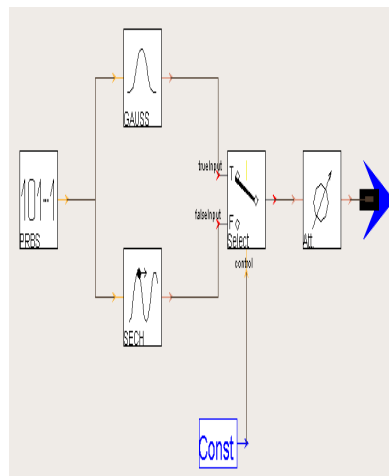 GAUSS
trueInput
101-1
T
falseInput
F
PRBS
Select
Att.
control
SECH
Const